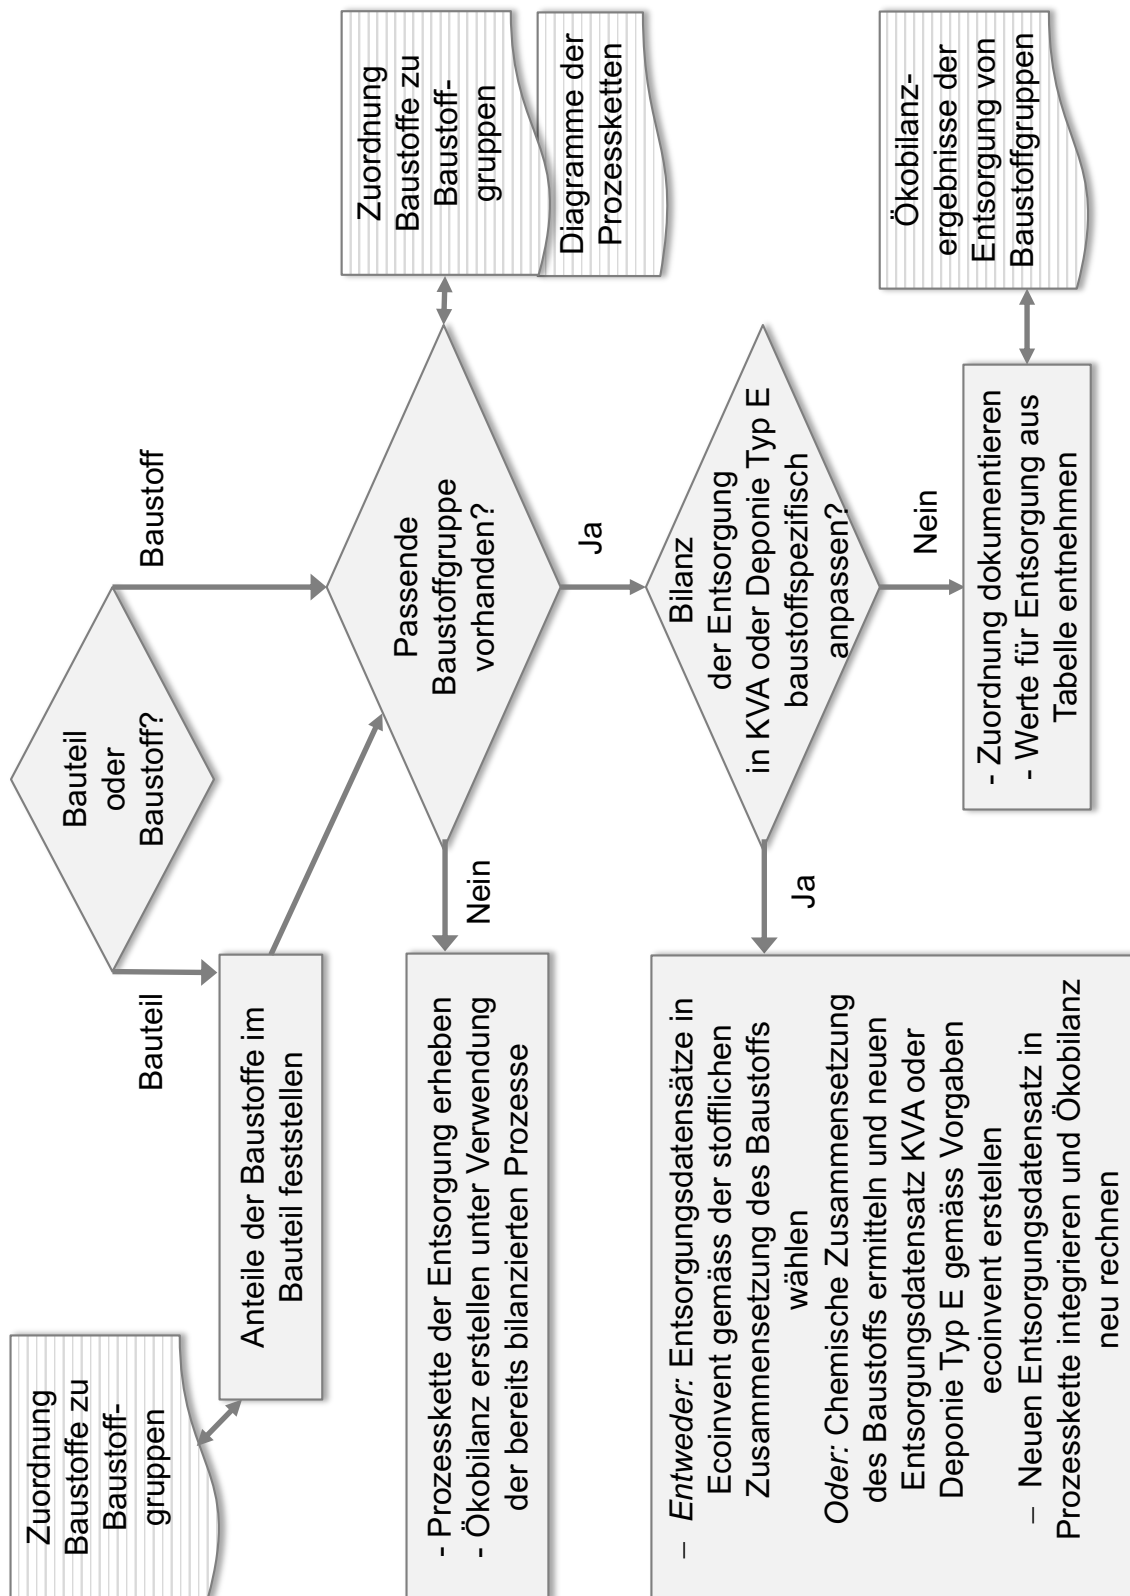 Bauteil
oder
Baustoff?
Bauteil
Baustoff
Zuordnung
Baustoffe zu
Baustoff-
gruppen
Anteile der Baustoffe im
Bauteil feststellen
Passende
Baustoffgruppe
vorhanden?
Zuordnung
Baustoffe zu
Baustoff-
gruppen
Diagramme der
Prozessketten
Nein
Ja
- Prozesskette der Entsorgung erheben
- Ökobilanz erstellen unter Verwendung
der bereits bilanzierten Prozesse
Bilanz
der Entsorgung
in KVA oder Deponie Typ E
baustoffspezifisch
anpassen?
Ja
Nein
– Entweder: Entsorgungsdatensätze in
Ecoinvent gemäss der stofflichen
Zusammensetzung des Baustoffs
wählen
Oder: Chemische Zusammensetzung
des Baustoffs ermitteln und neuen
Entsorgungsdatensatz KVA oder
Deponie Typ E gemäss Vorgaben
ecoinvent erstellen
– Neuen Entsorgungsdatensatz in
Prozesskette integrieren und Ökobilanz
neu rechnen
- Zuordnung dokumentieren
- Werte für Entsorgung aus
Tabelle entnehmen
Ökobilanz-
ergebnisse der
Entsorgung von
Baustoffgruppen